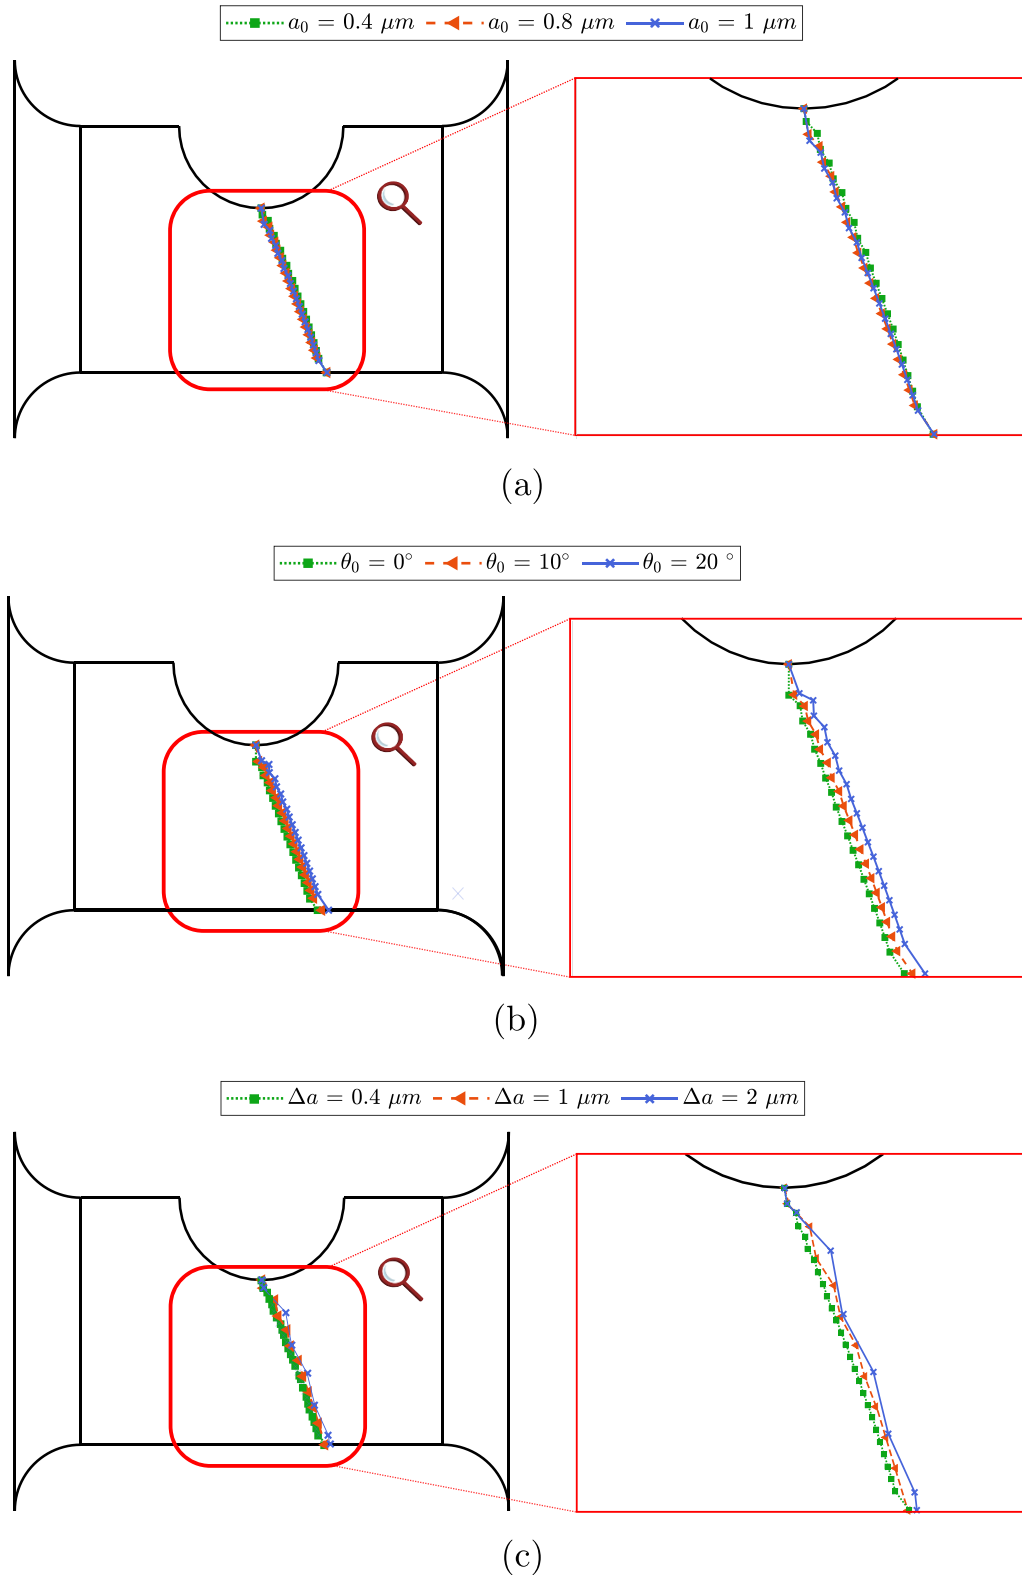 a₀ = 0.4 μm a₀ = 0.8 μm a₀ = 1 μm
(a)
θ₀ = 0° θ₀ = 10° θ₀ = 20 °
(b)
Δa = 0.4 μm Δa = 1 μm Δa = 2 μm
(c)